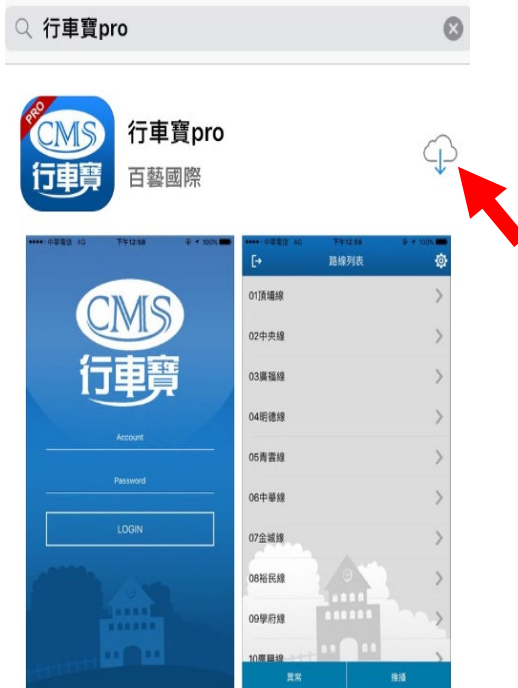 行車寶pro
PRO
CMS
行車寶
行車寶pro
百藝國際
中華電信 4G 下午12:58 100%
CMS
行車寶
Account
Password
LOGIN
中華電信 4G 下午12:58 100%
路線列表
01頂埔線
02中央線
03廣福線
04明德線
05青雲線
06中華線
07金城線
08裕民線
09學府線
異常 推播